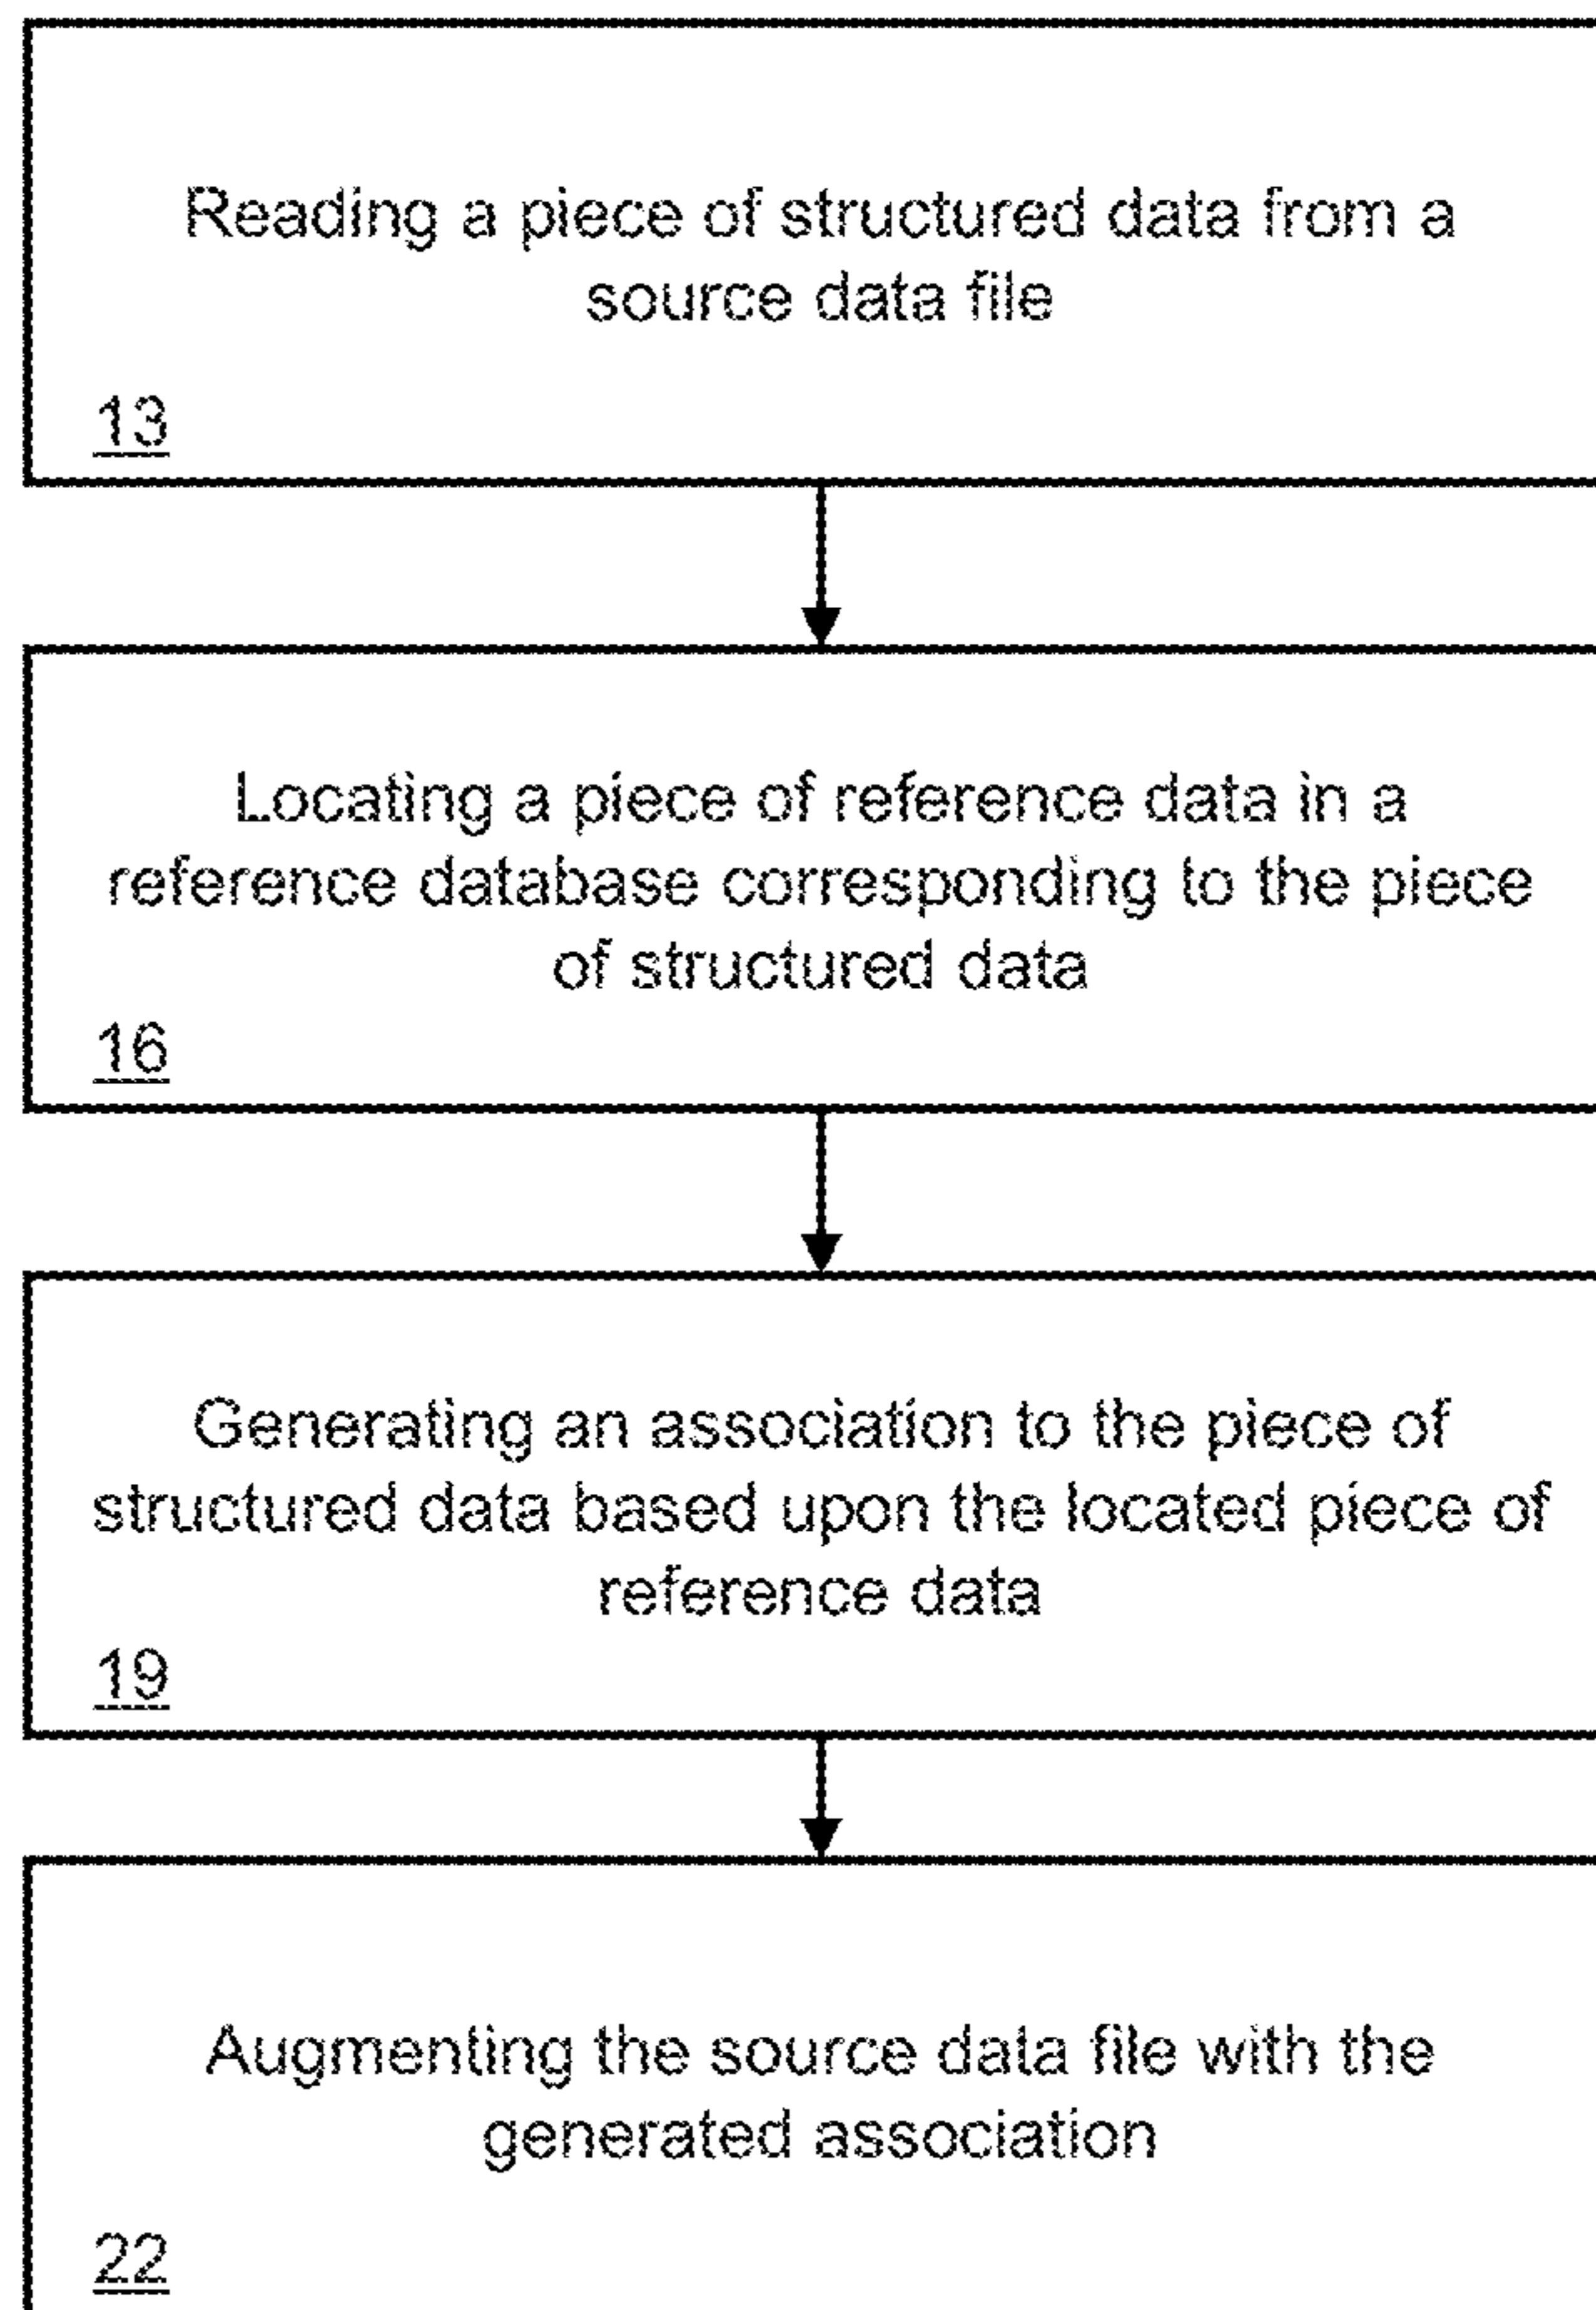 Reading a piece of structured data from a
source data file
13
Locating a piece of reference data in a
reference database corresponding to the piece
of structured data
16
Generating an association to the piece of
structured data based upon the located piece of
reference data
19
Augmenting the source data file with the
generated association
22